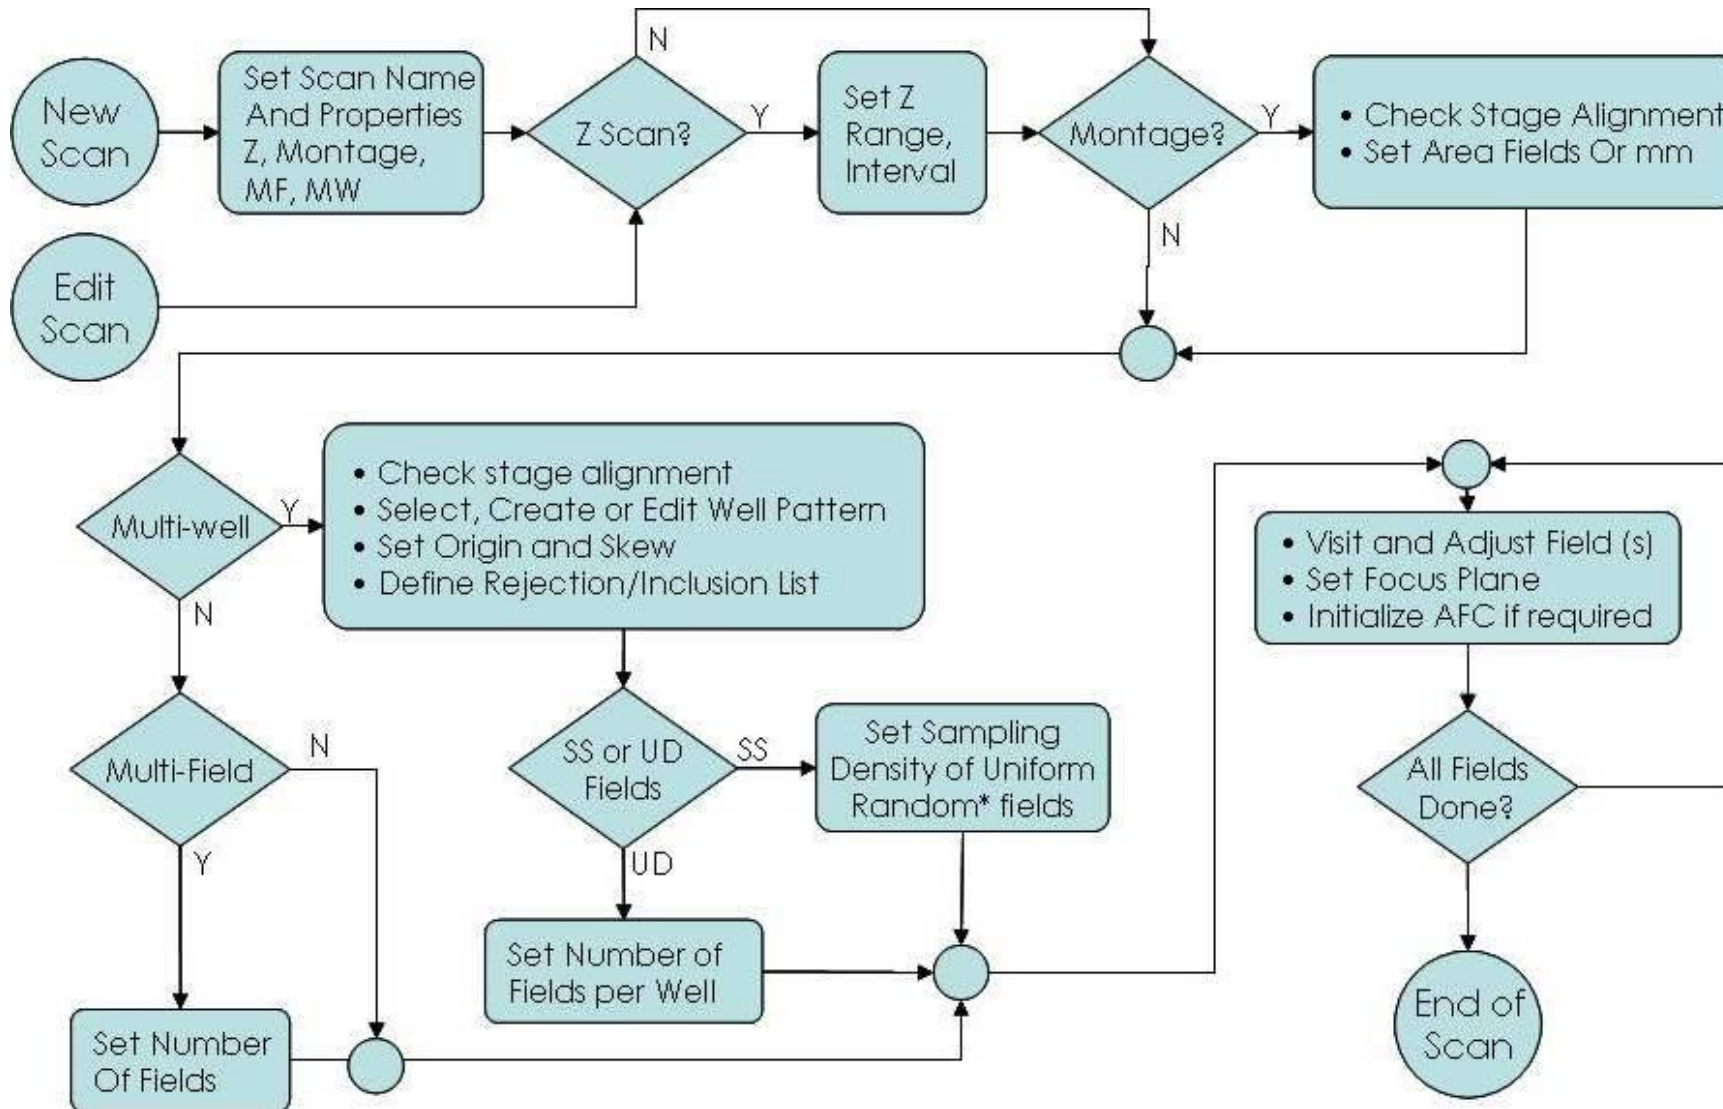 New
Scan
Set Scan Name
And Properties
Z, Montage,
MF, MW
N
Z Scan?
Y
Set Z
Range,
Interval
Montage?
Y
N
• Check Stage Alignment
• Set Area Fields Or mm
Edit
Scan
Multi-well
Y
N
• Check stage alignment
• Select, Create or Edit Well Pattern
• Set Origin and Skew
• Define Rejection/Inclusion List
Multi-Field
N
Y
Set Number
Of Fields
SS or UD
Fields
SS
UD
Set Sampling
Density of Uniform
Random* fields
Set Number of
Fields per Well
• Visit and Adjust Field (s)
• Set Focus Plane
• Initialize AFC if required
All Fields
Done?
End of
Scan